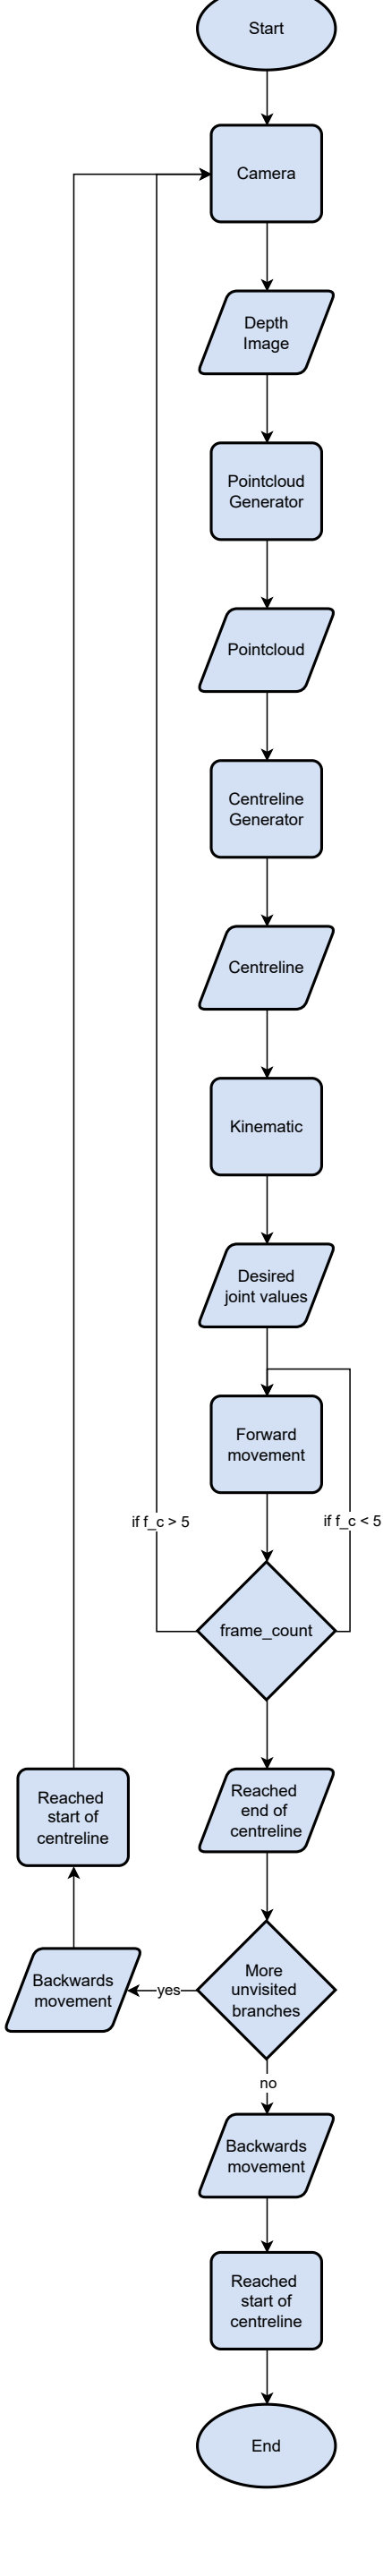 Start
Camera
Depth
Image
Pointcloud
Generator
Pointcloud
Centreline
Generator
Centreline
Kinematic
Desired
joint values
Forward
movement
if f_c > 5
if f_c < 5
frame_count
Reached
start of
centreline
Reached
end of
centreline
Backwards
movement
yes
More
unvisited
branches
no
Backwards
movement
Reached
start of
centreline
End